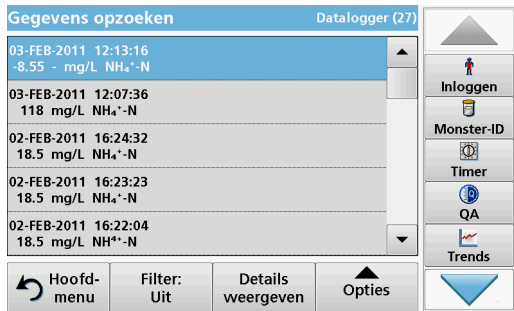 Gegevens opzoeken
Datalogger (27)
03-FEB-2011 12:13:16
-8.55 - mg/L NH₄⁺-N
03-FEB-2011 12:07:36
118 mg/L NH₄⁺-N
02-FEB-2011 16:24:32
18.5 mg/L NH₄⁺-N
02-FEB-2011 16:23:23
18.5 mg/L NH₄⁺-N
02-FEB-2011 16:22:04
18.5 mg/L NH⁴⁺-N
Inloggen
Monster-ID
Timer
QA
Trends
Hoofd-
menu
Filter:
Uit
Details
weergeven
Opties